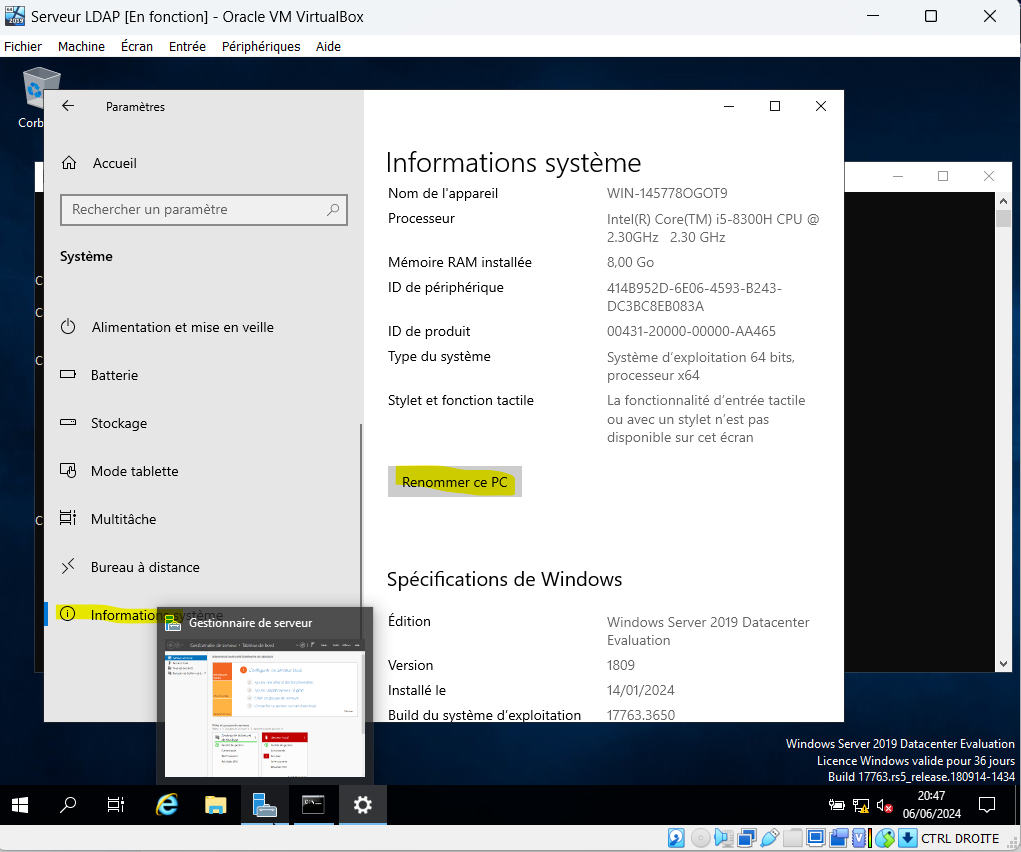 Serveur LDAP [En fonction] - Oracle VM VirtualBox
Fichier Machine Écran Entrée Périphériques Aide
Corb
Paramètres
Accueil
Rechercher un paramètre
Système
Alimentation et mise en veille
Batterie
Stockage
Mode tablette
Multitâche
Bureau à distance
Informations système
Informations système
Nom de l'appareil WIN-145778OGOT9
Processeur Intel(R) Core(TM) i5-8300H CPU @
2.30GHz 2.30 GHz
Mémoire RAM installée 8,00 Go
ID de périphérique 414B952D-6E06-4593-B243-
DC3BC8EB083A
ID de produit 00431-20000-00000-AA465
Type du système Système d’exploitation 64 bits,
processeur x64
Stylet et fonction tactile La fonctionnalité d’entrée tactile
ou avec un stylet n’est pas
disponible sur cet écran
Renommer ce PC
Spécifications de Windows
Édition Windows Server 2019 Datacenter
Evaluation
Version 1809
Installé le 14/01/2024
Build du système d’exploitation 17763.3650
C
C
C
C
Gestionnaire de serveur
Gestionnaire de serveur Tableau de bord
Windows Server 2019 Datacenter Evaluation
Licence Windows valide pour 36 jours
Build 17763.rs5_release.180914-1434
20:47
06/06/2024
CTRL DROITE